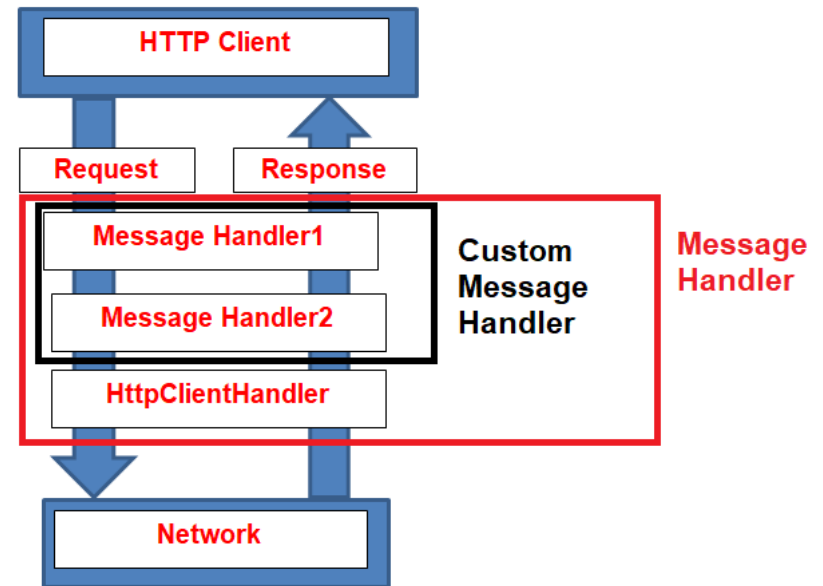 HTTP Client
Request
Response
Message Handler1
Message Handler2
HttpClientHandler
Custom
Message
Handler
Message
Handler
Network